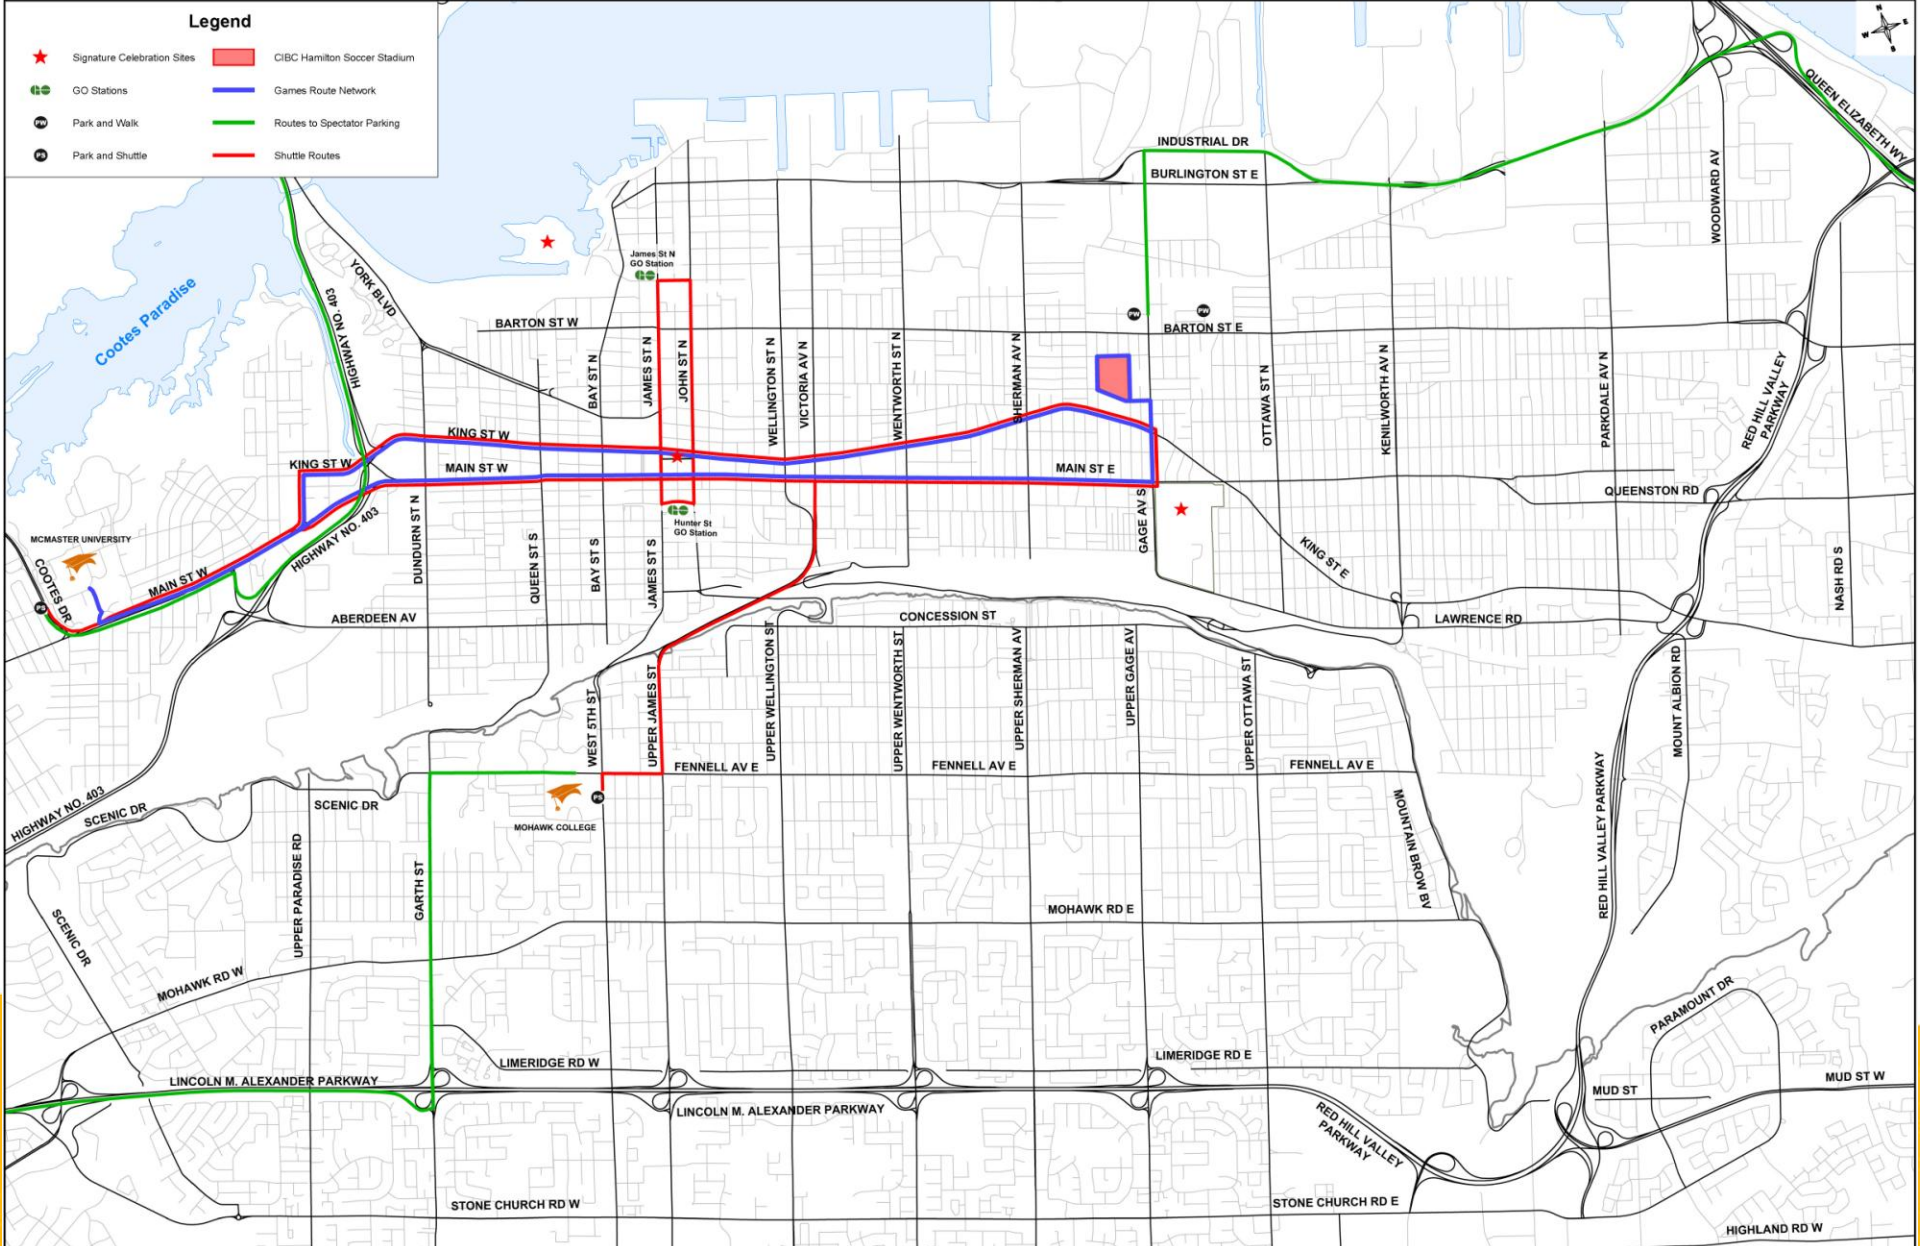 Legend
Signature Celebration Sites
CIBC Hamilton Soccer Stadium
GO Stations
Games Route Network
PW
Park and Walk
Routes to Spectator Parking
PS
Park and Shuttle
Shuttle Routes
N
E
W
S
QUEEN ELIZABETH WY
INDUSTRIAL DR
BURLINGTON ST E
WOODWARD AV
James St N
GO Station
YORK BLVD
HIGHWAY NO. 403
Cootes Paradise
PW
PW
BARTON ST W
BARTON ST E
BAY ST N
JAMES ST N
JOHN ST N
WELLINGTON ST N
VICTORIA AV N
WENTWORTH ST N
SHERMAN AV N
OTTAWA ST N
KENILWORTH AV N
PARKDALE AV N
RED HILL VALLEY
PARKWAY
KING ST W
KING ST W
MAIN ST W
MAIN ST E
QUEENSTON RD
Hunter St
GO Station
GAGE AV S
DUNDURN ST N
HIGHWAY NO. 403
MCMASTER UNIVERSITY
COOTES DR
PS
MAIN ST W
QUEEN ST S
BAY ST S
JAMES ST S
KING ST E
NASH RD S
ABERDEEN AV
CONCESSION ST
LAWRENCE RD
WEST 5TH ST
UPPER JAMES ST
UPPER WELLINGTON ST
UPPER WENTWORTH ST
UPPER SHERMAN AV
UPPER GAGE AV
UPPER OTTAWA ST
MOUNT ALBION RD
FENNELL AV E
FENNELL AV E
FENNELL AV E
HIGHWAY NO. 403
SCENIC DR
SCENIC DR
PS
MOHAWK COLLEGE
MOUNTAIN BROW BV
RED HILL VALLEY PARKWAY
UPPER PARADISE RD
GARTH ST
SCENIC DR
MOHAWK RD W
MOHAWK RD E
PARAMOUNT DR
LIMERIDGE RD W
LIMERIDGE RD E
LINCOLN M. ALEXANDER PARKWAY
LINCOLN M. ALEXANDER PARKWAY
MUD ST
MUD ST W
RED HILL VALLEY
PARKWAY
STONE CHURCH RD W
STONE CHURCH RD E
HIGHLAND RD W